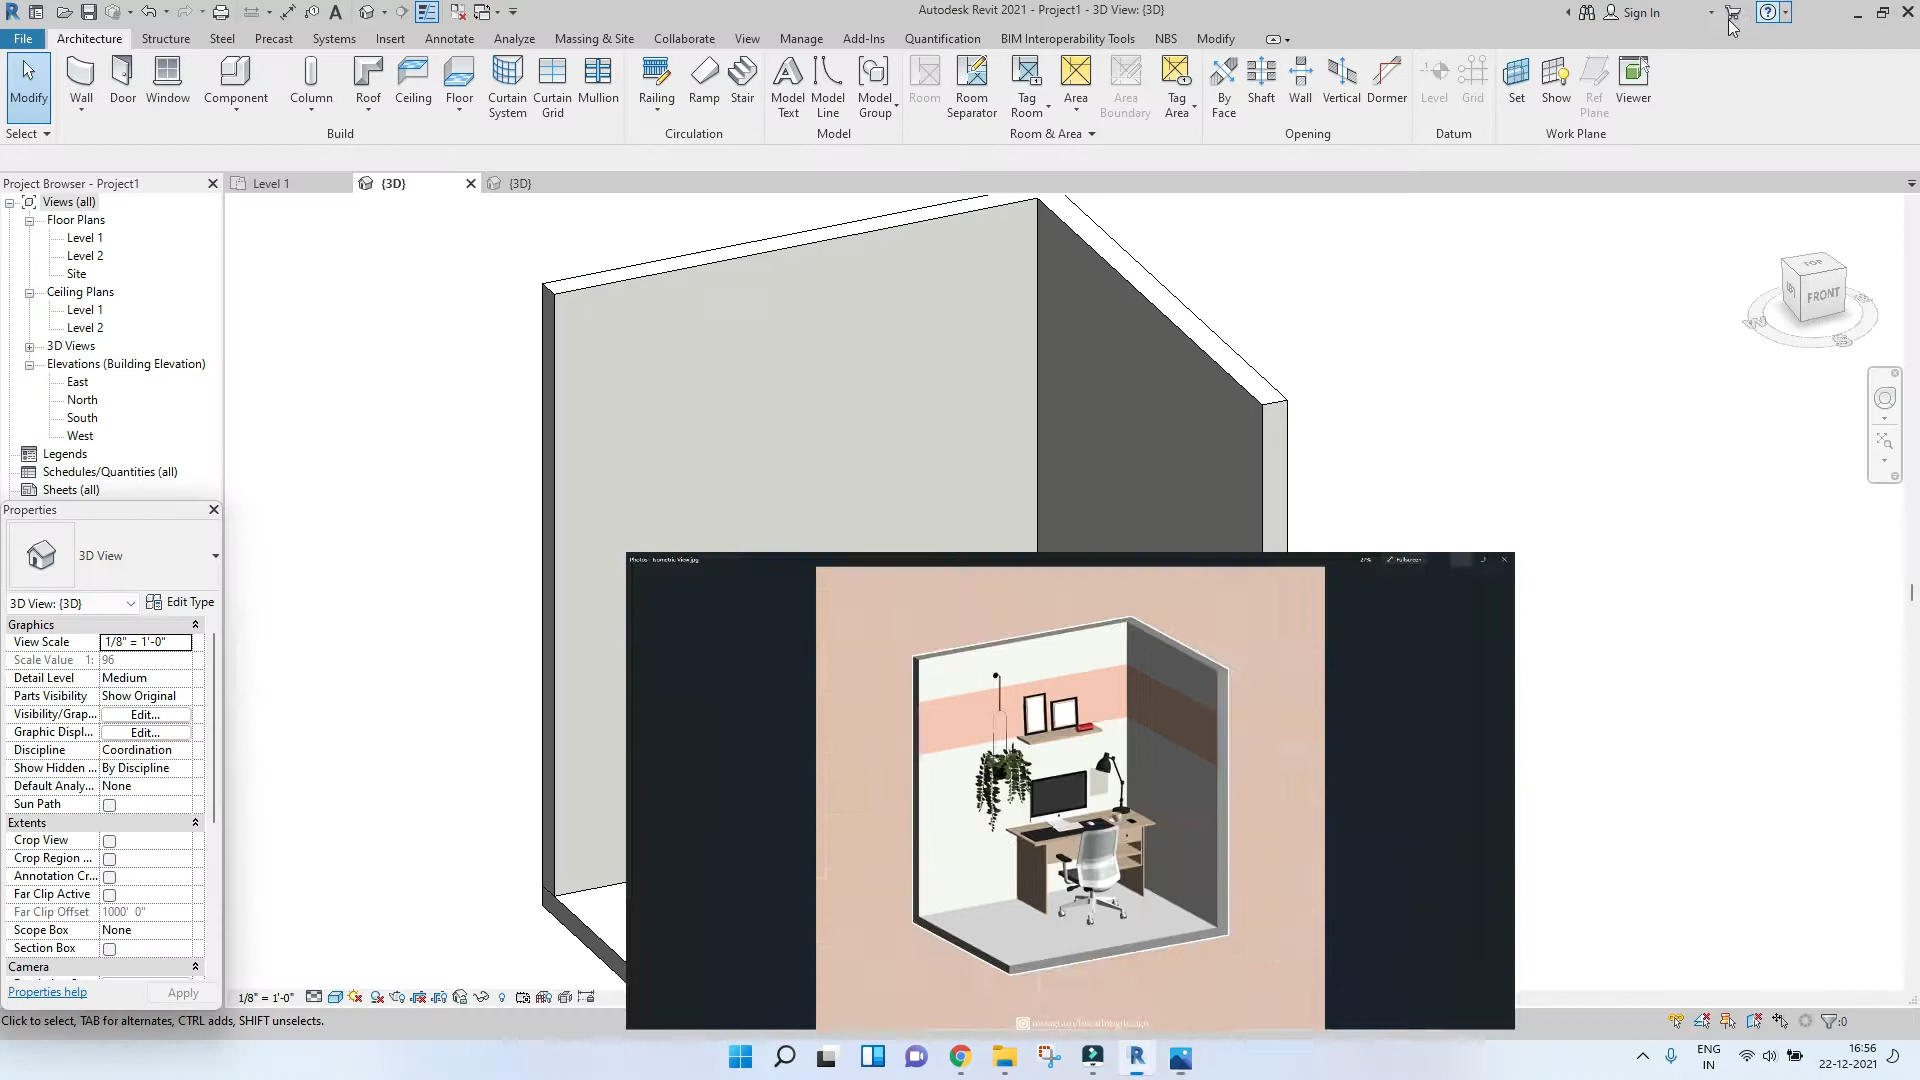 Autodesk Revit 2021 - Project1 - 3D View: {3D}
Sign In
File Architecture Structure Steel Precast Systems Insert Annotate Analyze Massing & Site Collaborate View Manage Add-Ins Quantification BIM Interoperability Tools NBS Modify
Modify Wall Door Window Component Column Roof Ceiling Floor Curtain System Curtain Grid Mullion Railing Ramp Stair Model Text Model Line Model Group Room Room Separator Tag Room Area Area Boundary Tag Area By Face Shaft Wall Vertical Dormer Level Grid Set Show Ref Plane Viewer
Select Build Circulation Model Room & Area Opening Datum Work Plane
Project Browser - Project1
Level 1 {3D} {3D}
Views (all)
Floor Plans
Level 1
Level 2
Site
Ceiling Plans
Level 1
Level 2
3D Views
Elevations (Building Elevation)
East
North
South
West
Legends
Schedules/Quantities (all)
Sheets (all)
TOP
FRONT
W
S
Properties
3D View
3D View: {3D} Edit Type
Graphics
View Scale 1/8" = 1'-0"
Scale Value 1: 96
Detail Level Medium
Parts Visibility Show Original
Visibility/Grap... Edit...
Graphic Displ... Edit...
Discipline Coordination
Show Hidden ... By Discipline
Default Analy... None
Sun Path
Extents
Crop View
Crop Region ...
Annotation Cr...
Far Clip Active
Far Clip Offset 1000' 0"
Scope Box None
Section Box
Camera
Properties help Apply
Photos - Isometric View.jpg 27% Fullscreen
1/8" = 1'-0"
Click to select, TAB for alternates, CTRL adds, SHIFT unselects.
:0
ENG
IN
16:56
22-12-2021